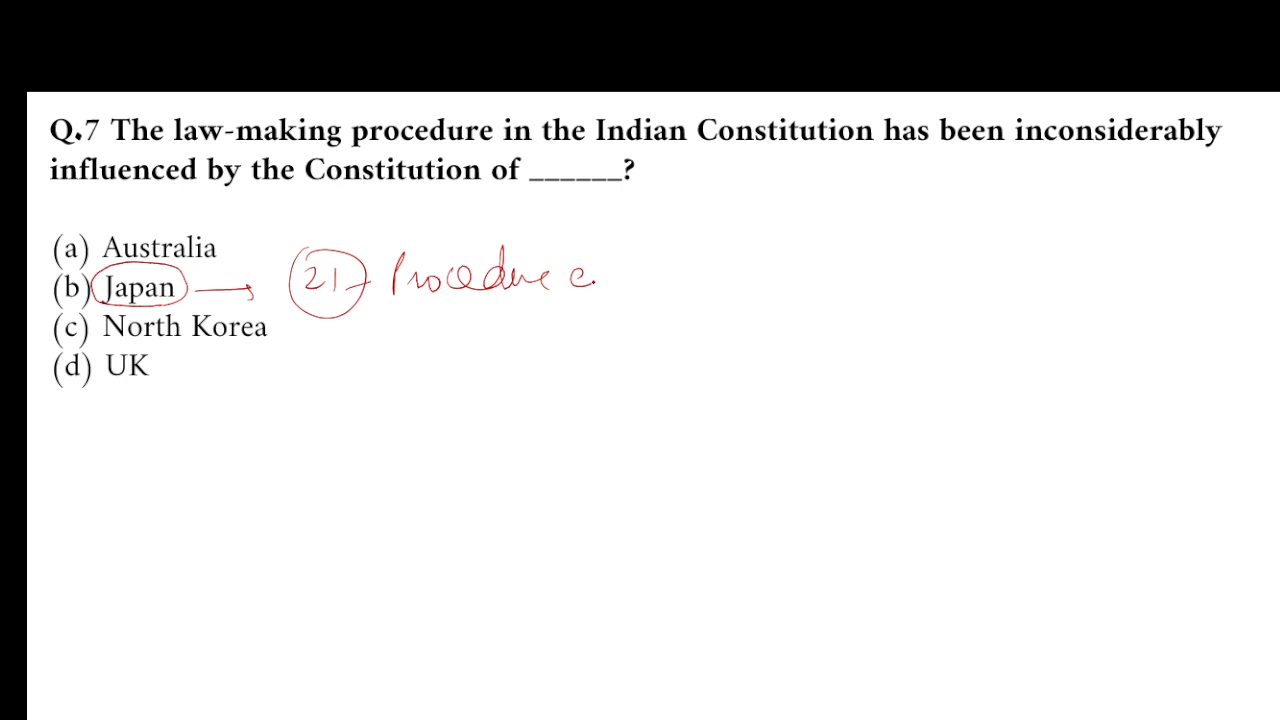 Q.7 The law-making procedure in the Indian Constitution has been inconsiderably
influenced by the Constitution of ______?
(a) Australia
(b) Japan → 21 - Procedure e.
(c) North Korea
(d) UK